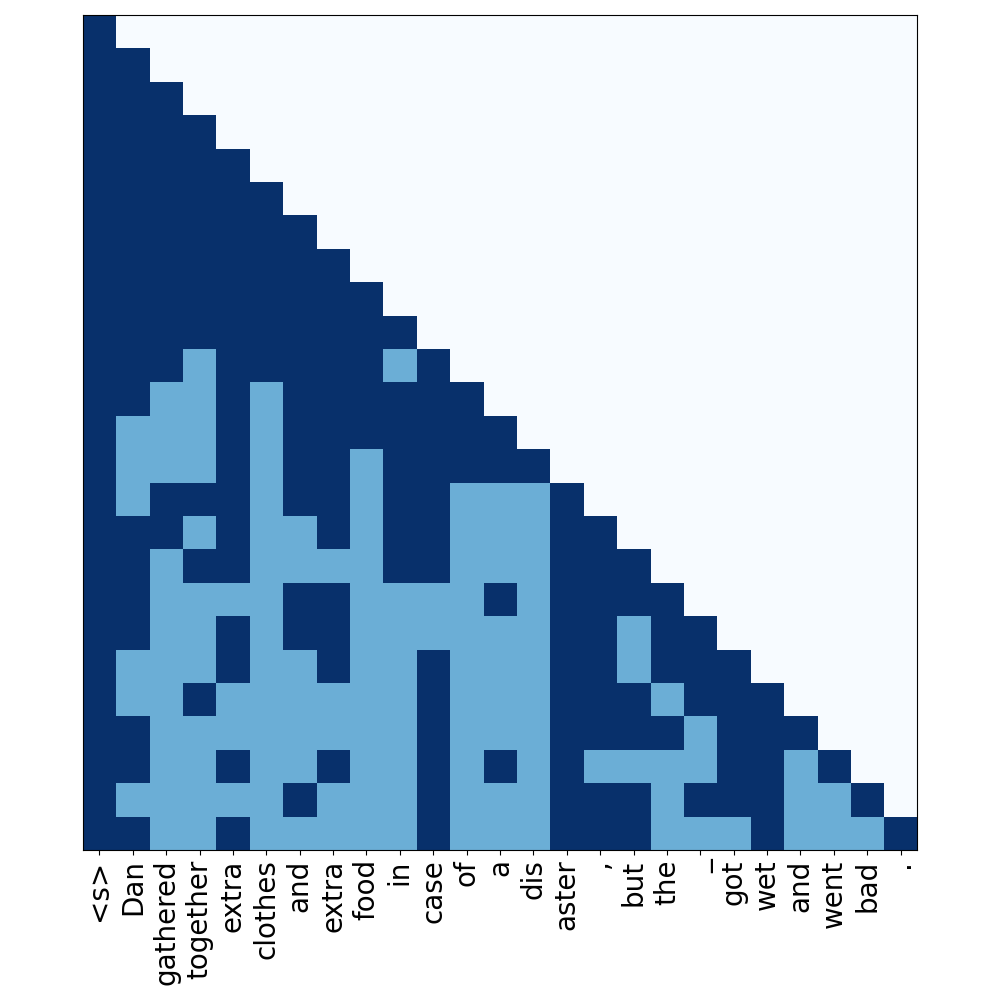 <s>
Dan
gathered
together
extra
clothes
and
extra
food
in
case
of
a
dis
aster
,
but
the
_
got
wet
and
went
bad
.